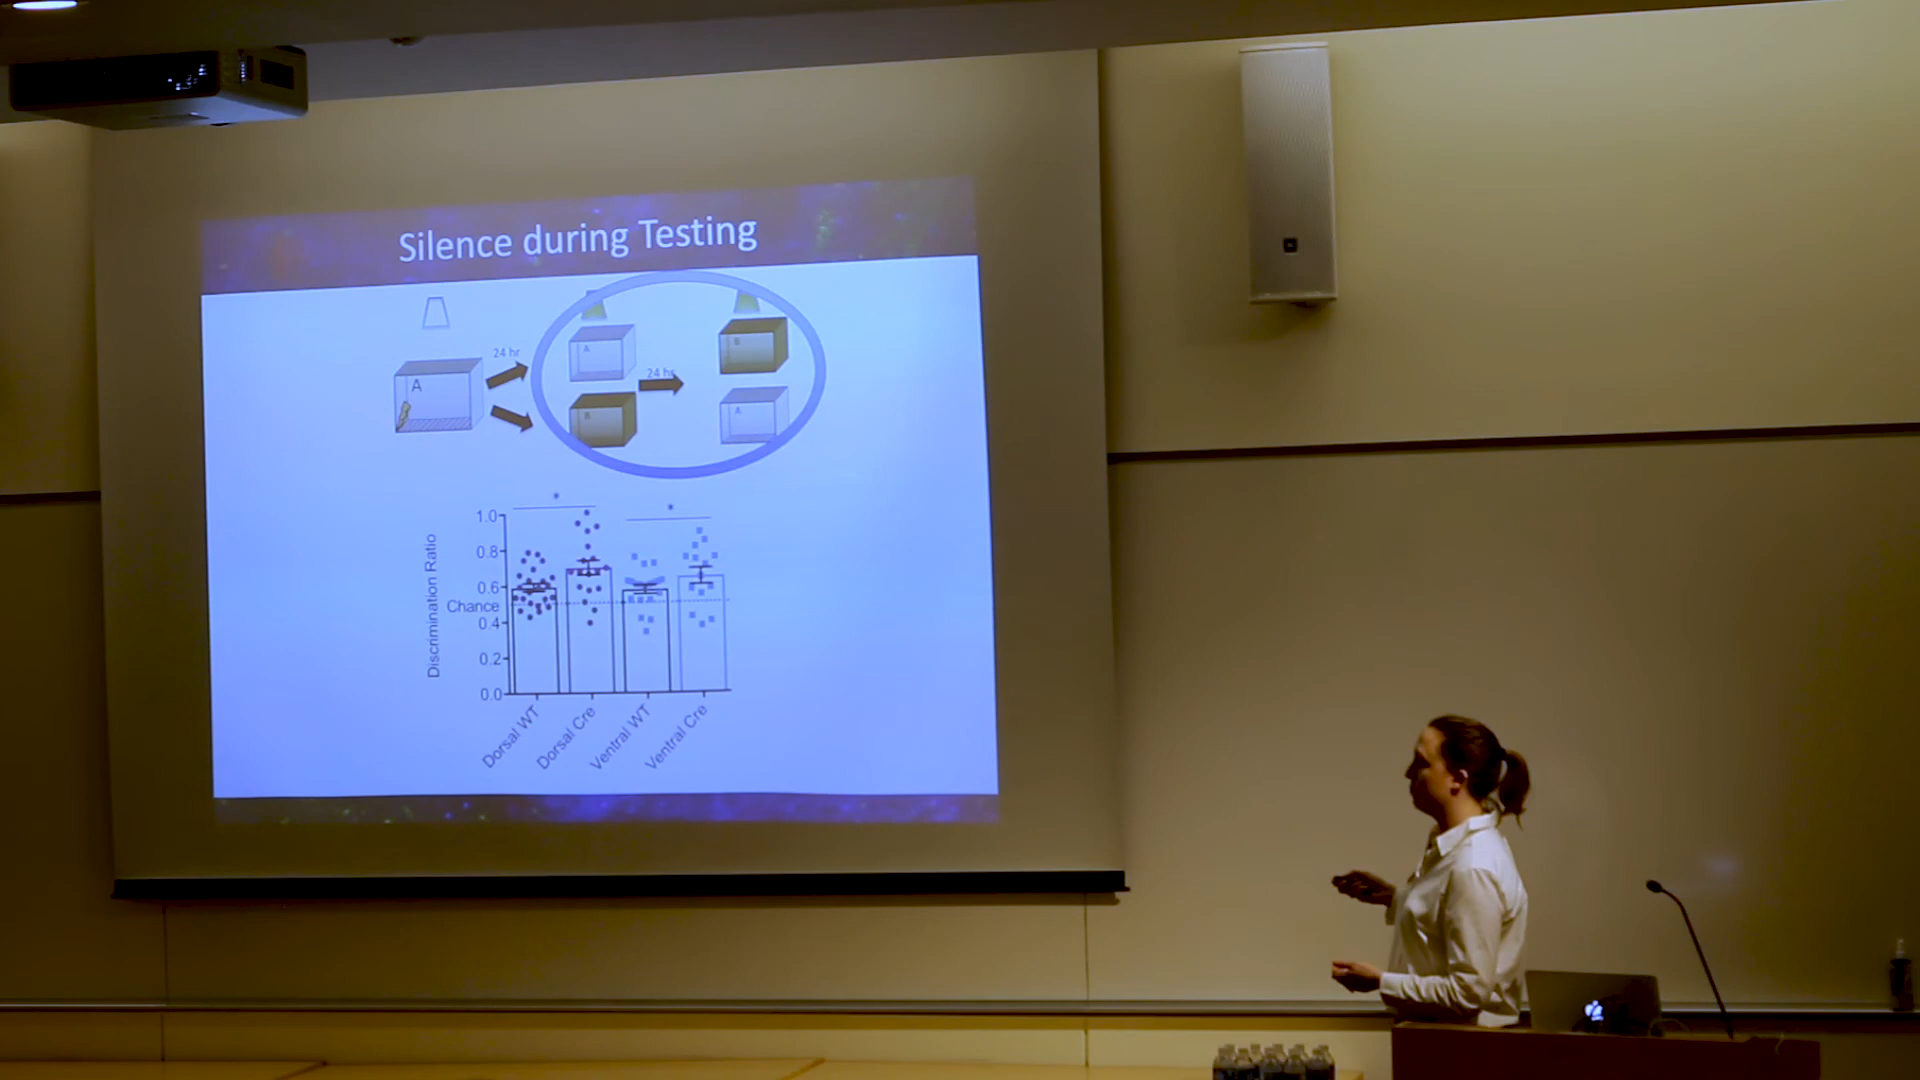 Silence during Testing
24 hr
A
A
B
24 hr
B
A
*
*
Discrimination Ratio
1.0
0.8
0.6
Chance
0.4
0.2
0.0
Dorsal WT
Dorsal Cre
Ventral WT
Ventral Cre